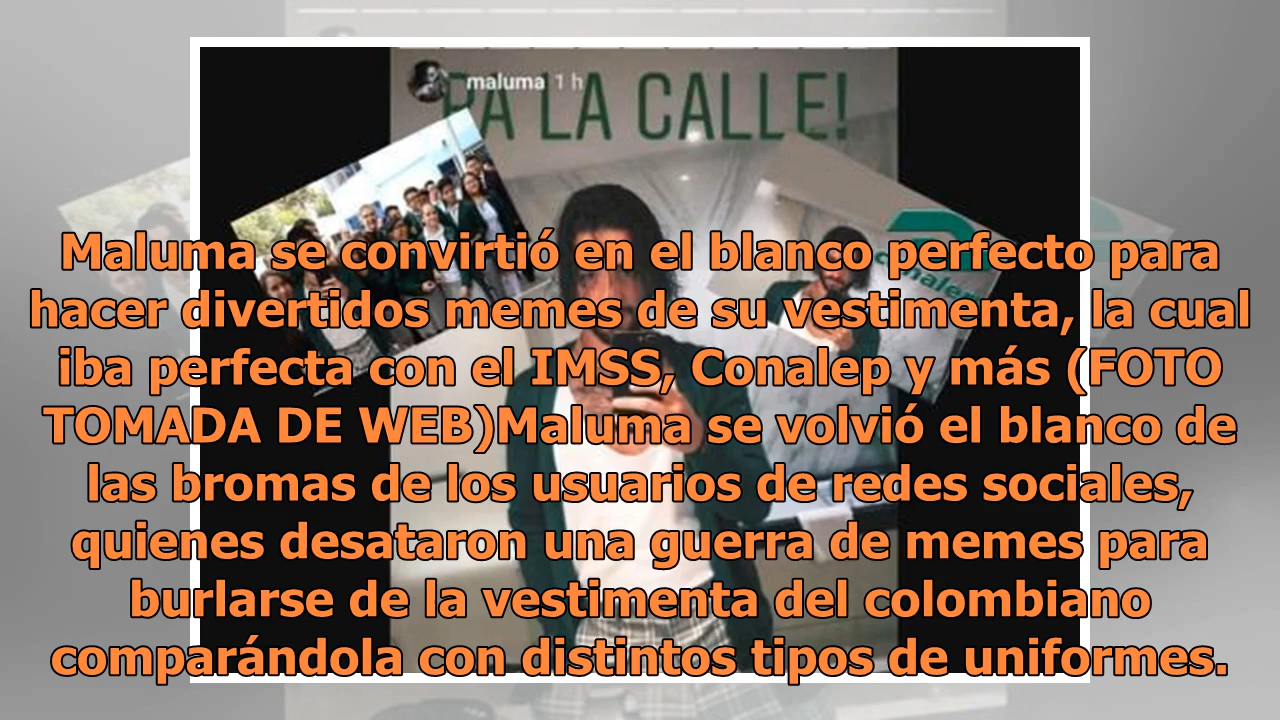 maluma 1 h
PA LA CALLE!
conalep
Maluma se convirtió en el blanco perfecto para
hacer divertidos memes de su vestimenta, la cual
iba perfecta con el IMSS, Conalep y más (FOTO
TOMADA DE WEB)Maluma se volvió el blanco de
las bromas de los usuarios de redes sociales,
quienes desataron una guerra de memes para
burlarse de la vestimenta del colombiano
comparándola con distintos tipos de uniformes.